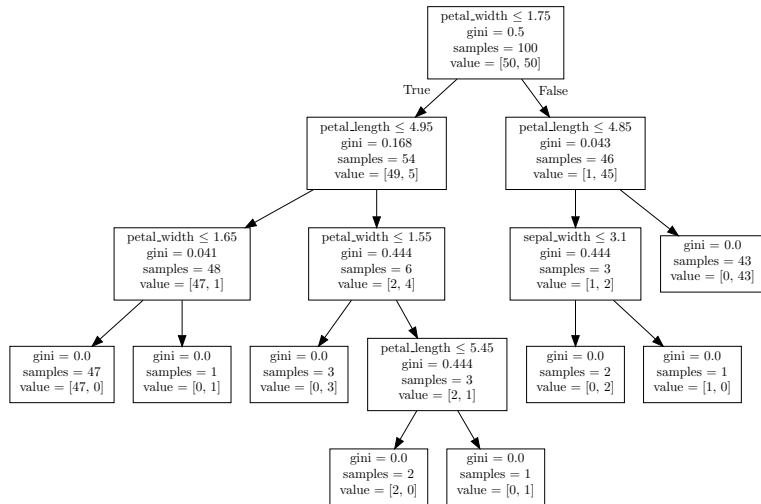 petal_width ≤ 1.75
gini = 0.5
samples = 100
value = [50, 50]
True
False
petal_length ≤ 4.95
gini = 0.168
samples = 54
value = [49, 5]
petal_length ≤ 4.85
gini = 0.043
samples = 46
value = [1, 45]
petal_width ≤ 1.65
gini = 0.041
samples = 48
value = [47, 1]
petal_width ≤ 1.55
gini = 0.444
samples = 6
value = [2, 4]
sepal_width ≤ 3.1
gini = 0.444
samples = 3
value = [1, 2]
gini = 0.0
samples = 43
value = [0, 43]
gini = 0.0
samples = 47
value = [47, 0]
gini = 0.0
samples = 1
value = [0, 1]
gini = 0.0
samples = 3
value = [0, 3]
petal_length ≤ 5.45
gini = 0.444
samples = 3
value = [2, 1]
gini = 0.0
samples = 2
value = [0, 2]
gini = 0.0
samples = 1
value = [1, 0]
gini = 0.0
samples = 2
value = [2, 0]
gini = 0.0
samples = 1
value = [0, 1]